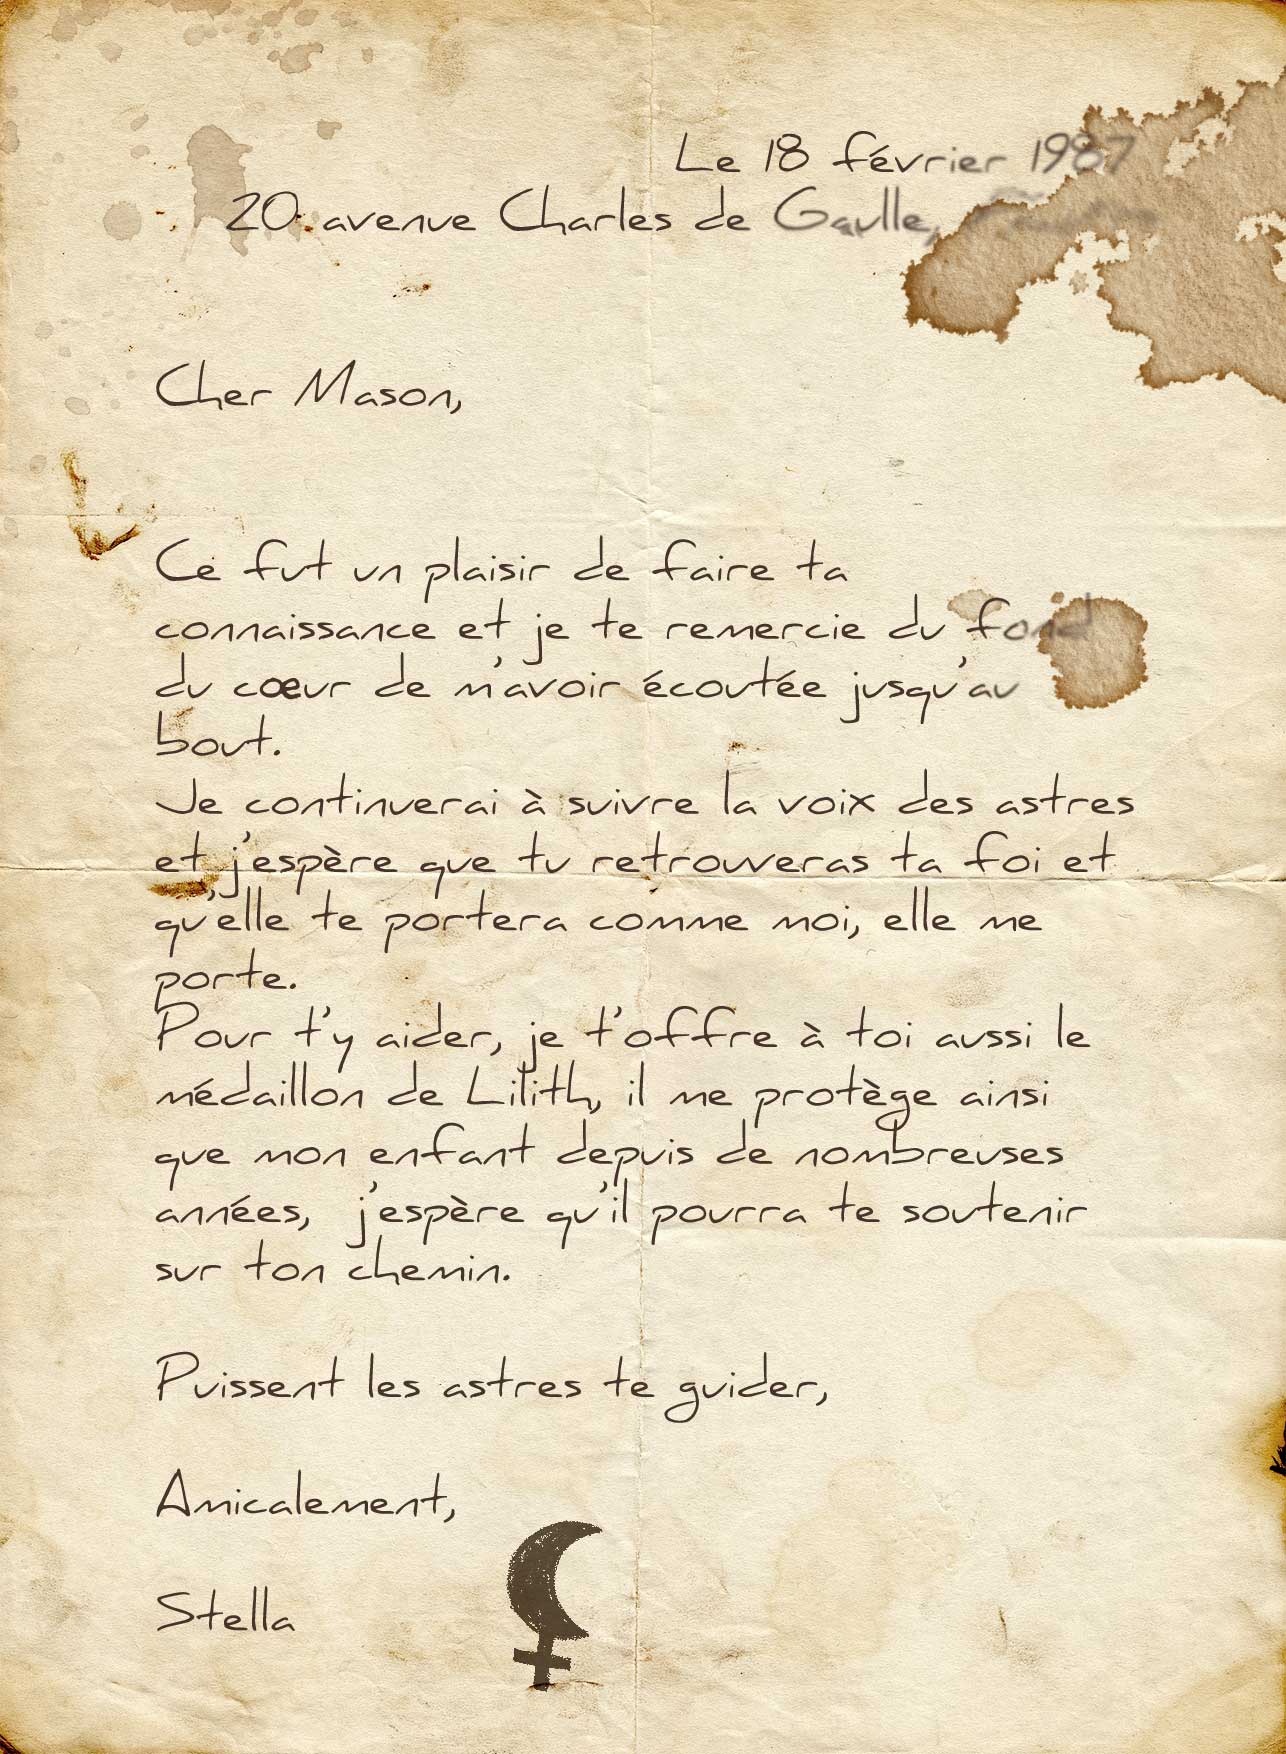 Le 18 février 1987
20 avenue Charles de Gaulle,
Cher Mason,
Ce fut un plaisir de faire ta
connaissance et je te remercie du fond
du cœur de m'avoir écoutée jusqu'au
bout.
Je continuerai à suivre la voix des astres
et j'espère que tu retrouveras ta foi et
qu'elle te portera comme moi, elle me
porte.
Pour t'y aider, je t'offre à toi aussi le
médaillon de Lilith, il me protège ainsi
que mon enfant depuis de nombreuses
années, j'espère qu'il pourra te soutenir
sur ton chemin.
Puissent les astres te guider,
Amicalement,
Stella